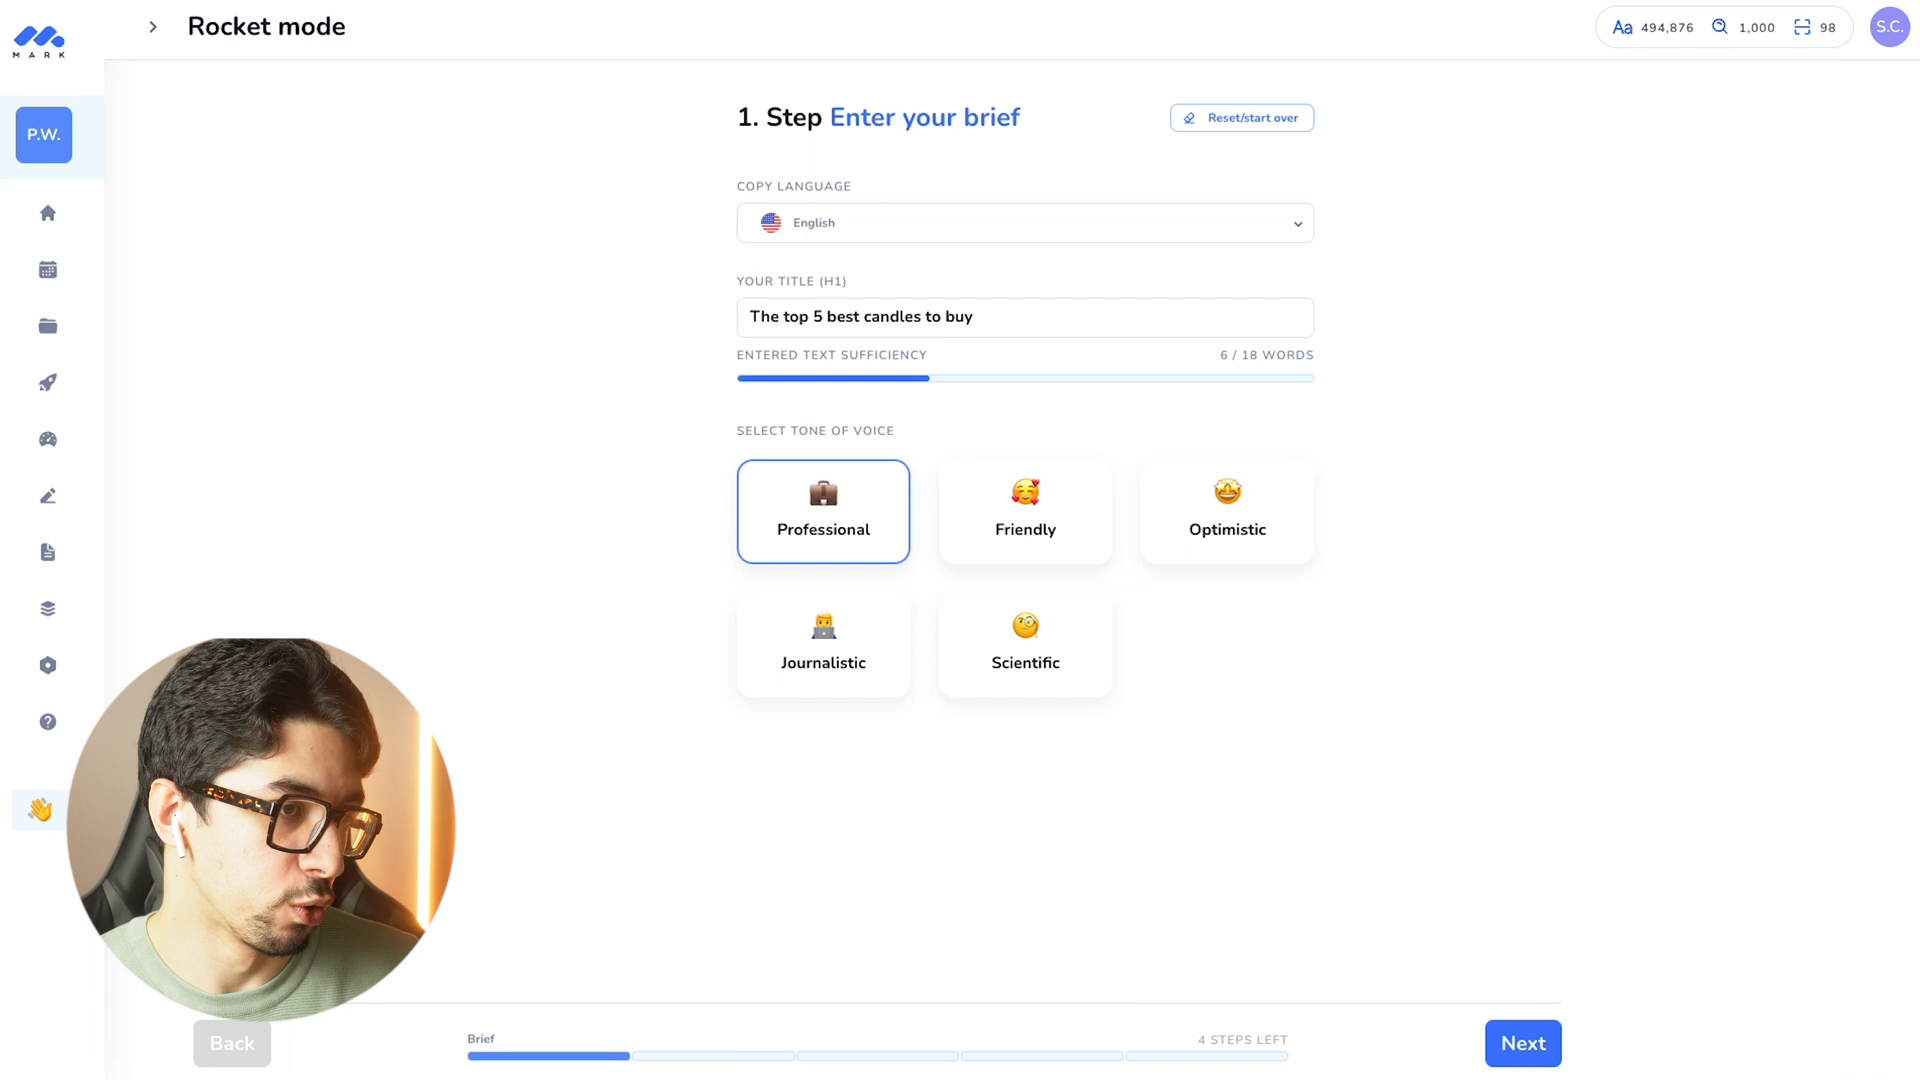 MARK
Rocket mode
Aa 494,876 1,000 98
S.C.
P.W.
1. Step Enter your brief
Reset/start over
COPY LANGUAGE
English
YOUR TITLE (H1)
The top 5 best candles to buy
ENTERED TEXT SUFFICIENCY 6 / 18 WORDS
SELECT TONE OF VOICE
Professional
Friendly
Optimistic
Journalistic
Scientific
Back
Brief
4 STEPS LEFT
Next